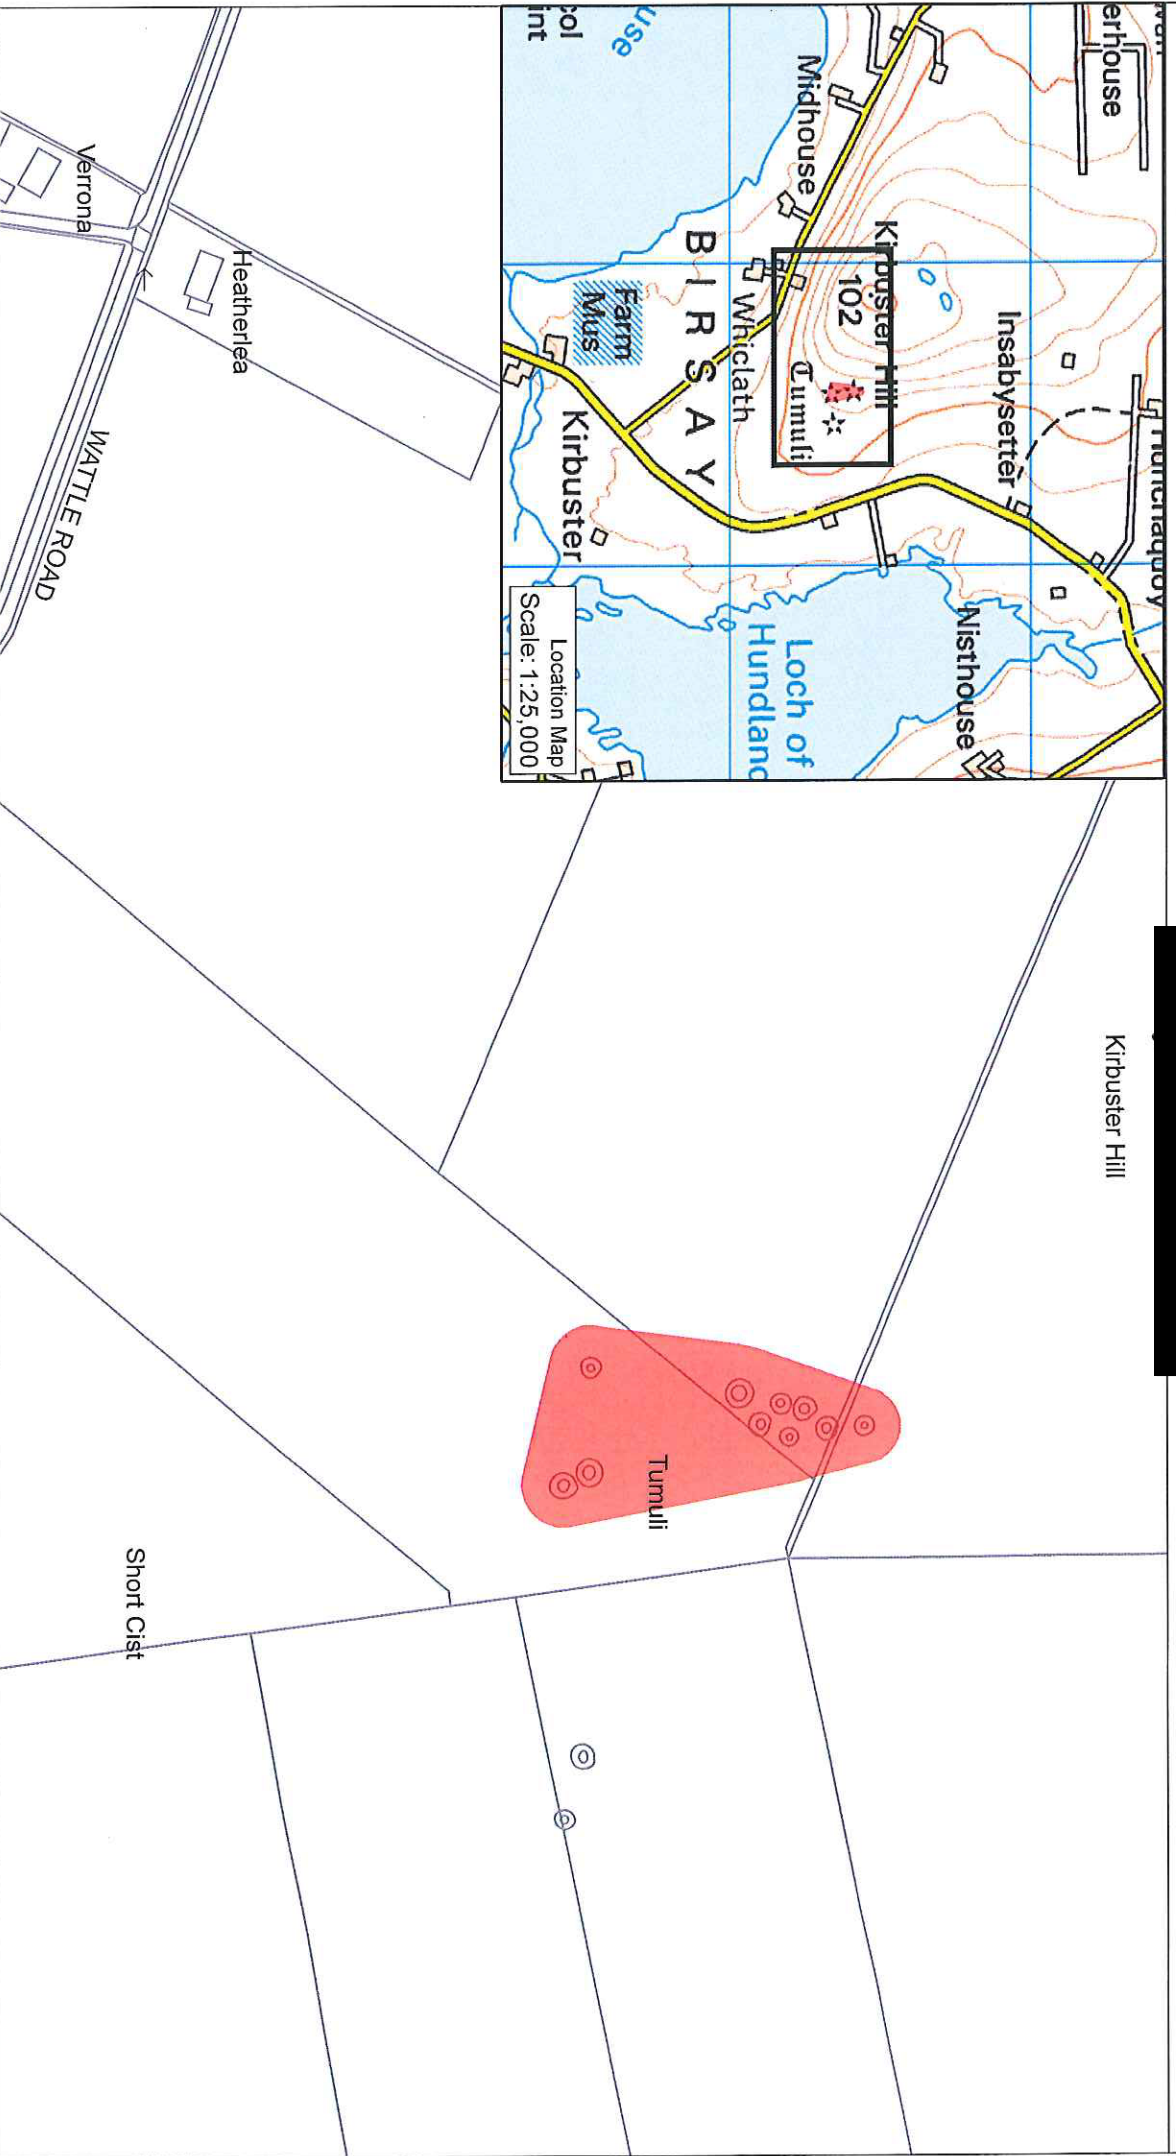 Kirbuster Hill
Tumuli
Short Cist
Heatherlea
Verrona
WATTLE ROAD
erhouse
Midhouse
Kirbuster Hill
102
Insabysetter
Tumuli
Whiclath
BIRSAY
Farm
Mus
Kirbuster
Nisthouse
Loch of
Hundland
Location Map
Scale: 1:25,000